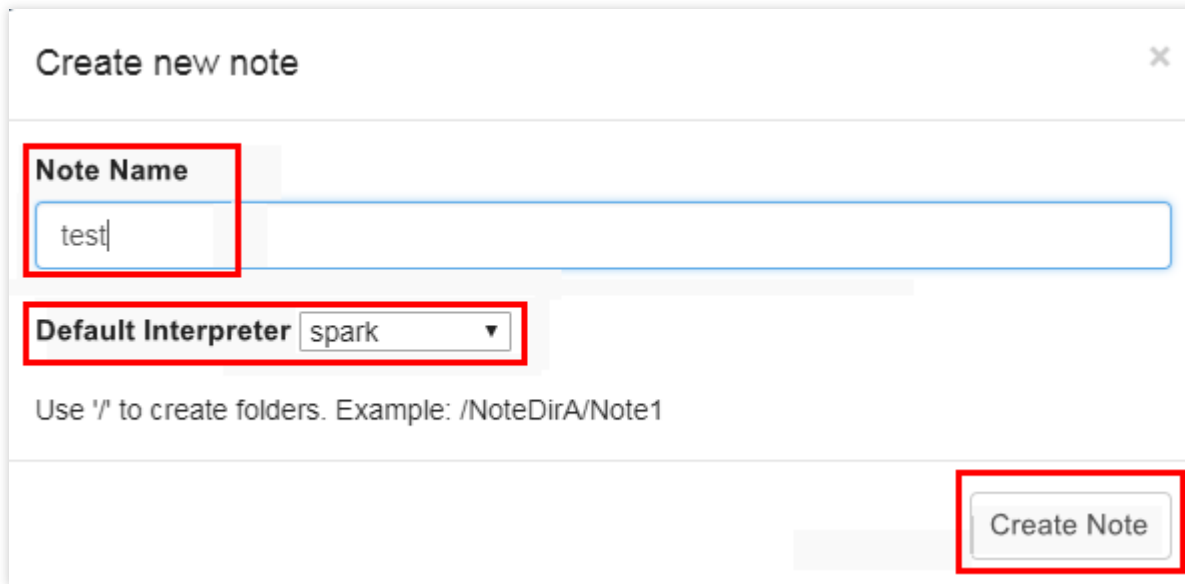 Create new note
×
Note Name
test
Default Interpreter spark ▼
Use '/' to create folders. Example: /NoteDirA/Note1
Create Note